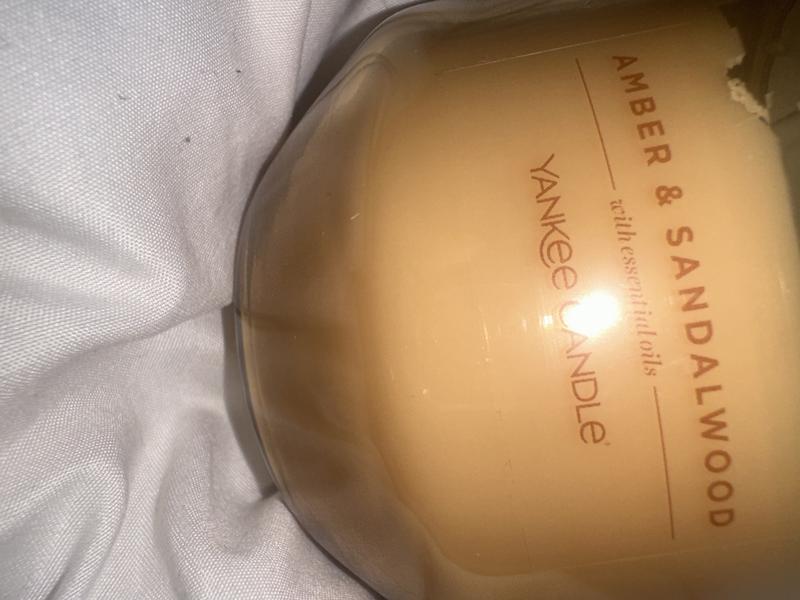 AMBER & SANDALWOOD
with essential oils
YANKEE CANDLE